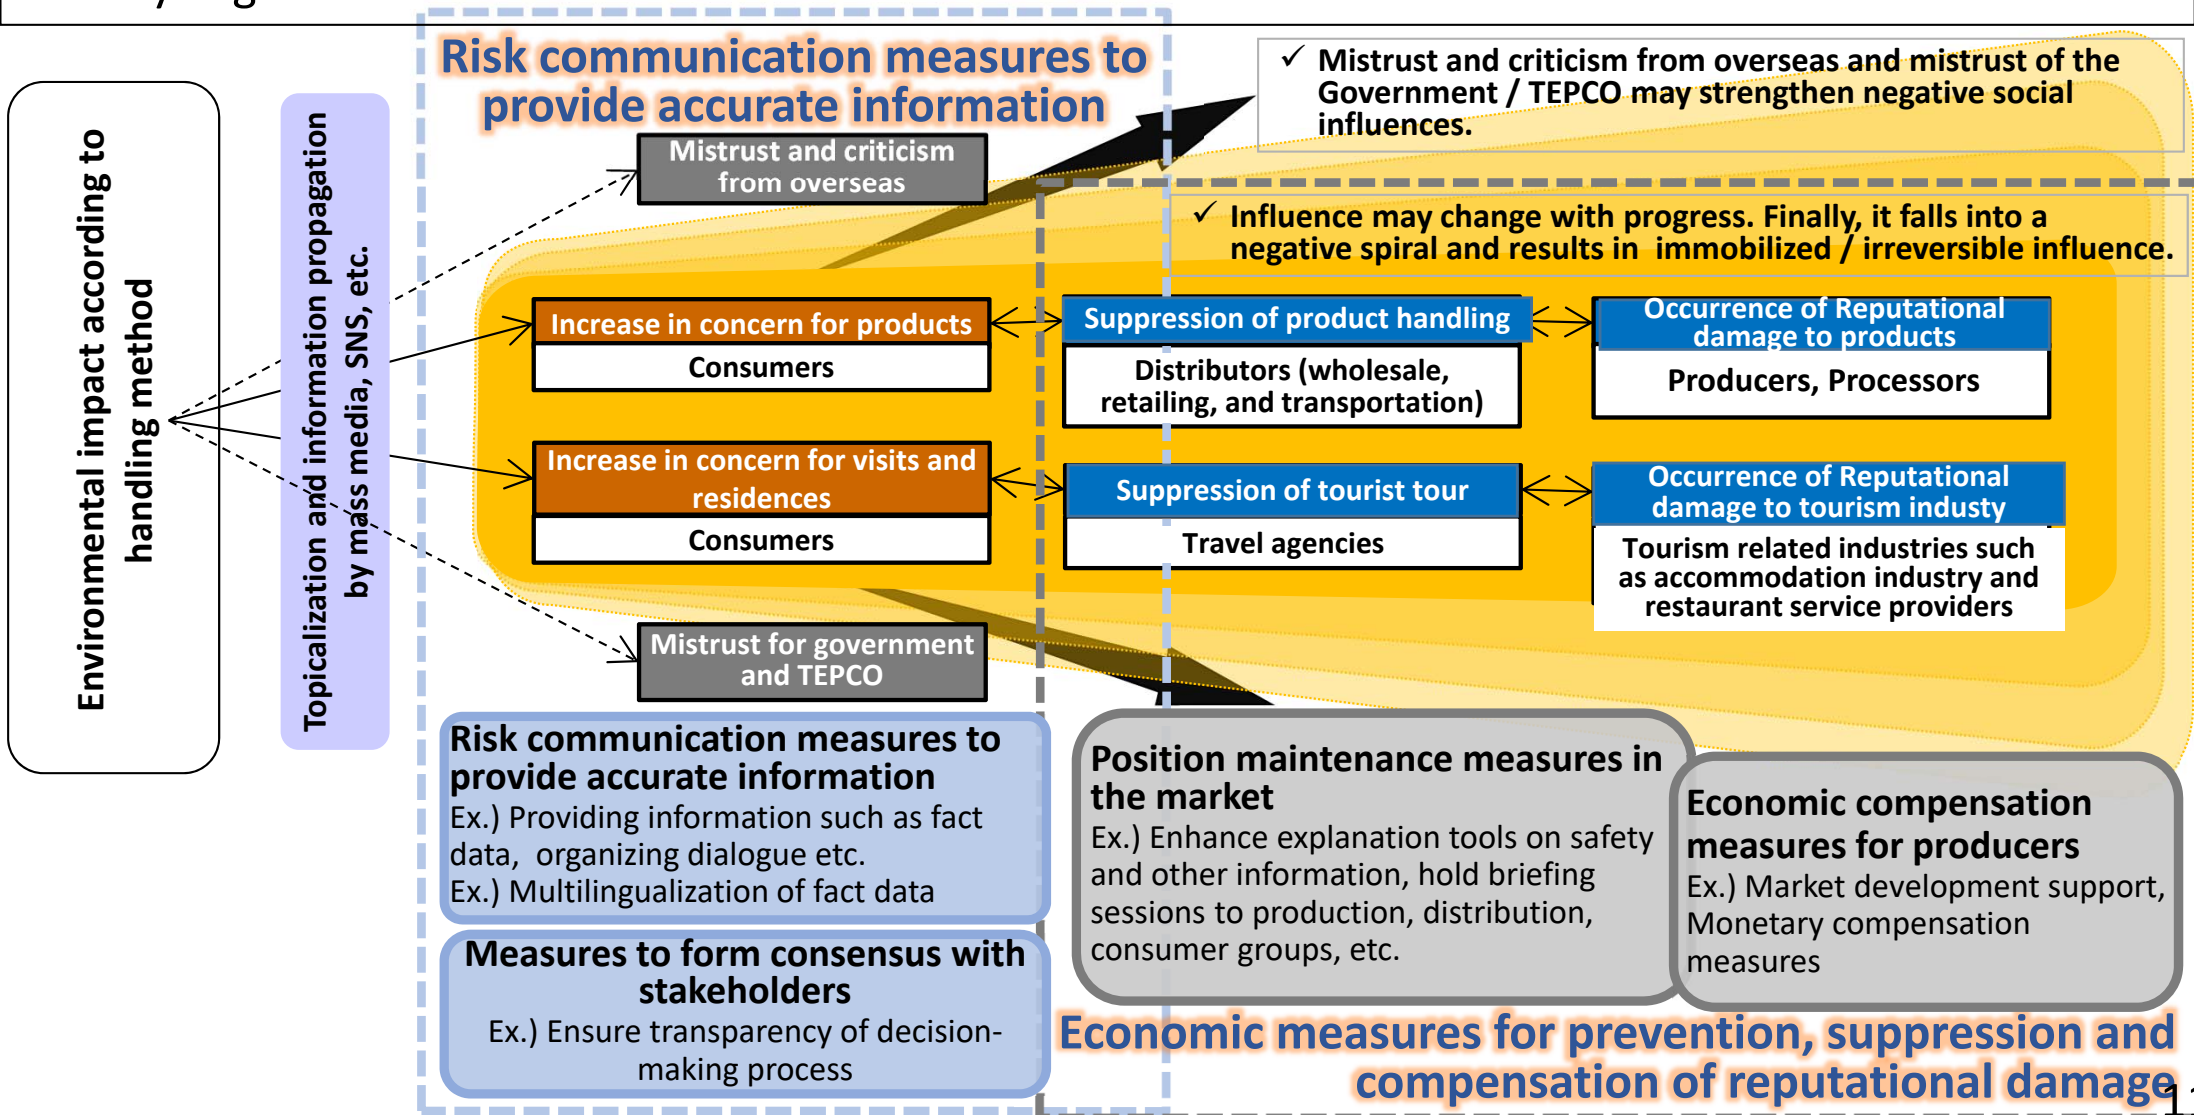 Risk communication measures to
provide accurate information
✓ Mistrust and criticism from overseas and mistrust of the
Government / TEPCO may strengthen negative social
influences.
Environmental impact according to
handling method
Topicalization and information propagation
by mass media, SNS, etc.
Mistrust and criticism
from overseas
✓ Influence may change with progress. Finally, it falls into a
negative spiral and results in immobilized / irreversible influence.
Increase in concern for products
Consumers
Suppression of product handling
Distributors (wholesale,
retailing, and transportation)
Occurrence of Reputational
damage to products
Producers, Processors
Increase in concern for visits and
residences
Consumers
Suppression of tourist tour
Travel agencies
Occurrence of Reputational
damage to tourism industy
Tourism related industries such
as accommodation industry and
restaurant service providers
Mistrust for government
and TEPCO
Risk communication measures to
provide accurate information
Ex.) Providing information such as fact
data, organizing dialogue etc.
Ex.) Multilingualization of fact data
Measures to form consensus with
stakeholders
Ex.) Ensure transparency of decision-
making process
Position maintenance measures in
the market
Ex.) Enhance explanation tools on safety
and other information, hold briefing
sessions to production, distribution,
consumer groups, etc.
Economic compensation
measures for producers
Ex.) Market development support,
Monetary compensation
measures
Economic measures for prevention, suppression and
compensation of reputational damage